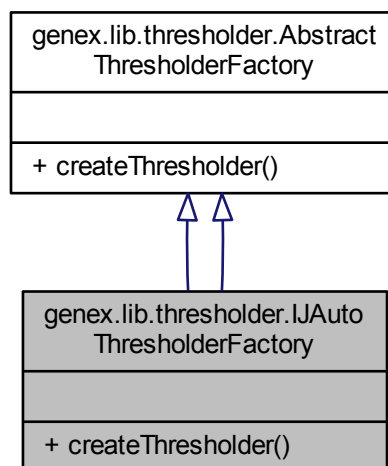 genex.lib.thresholder.Abstract
ThresholderFactory
+ createThresholder()
genex.lib.thresholder.IJAuto
ThresholderFactory
+ createThresholder()